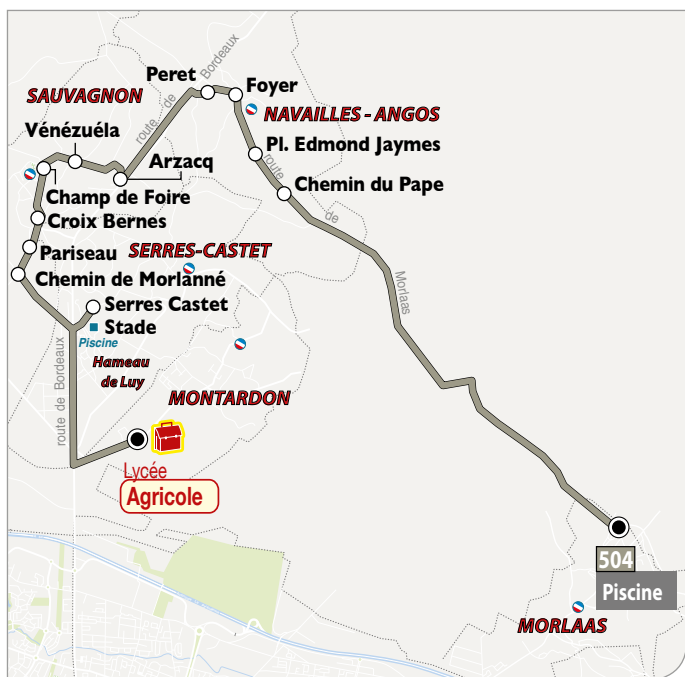 Peret
route de Bordeaux
Foyer
SAUVAGNON
NAVAILLES - ANGOS
Vénézuéla
Pl. Edmond Jaymes
Arzacq
route de Morlaas
Chemin du Pape
Champ de Foire
Croix Bernes
Pariseau
SERRES-CASTET
Chemin de Morlanné
Serres Castet
Stade
Piscine
Hameau
de Luy
route de Bordeaux
MONTARDON
Lycée
Agricole
504
Piscine
MORLAAS